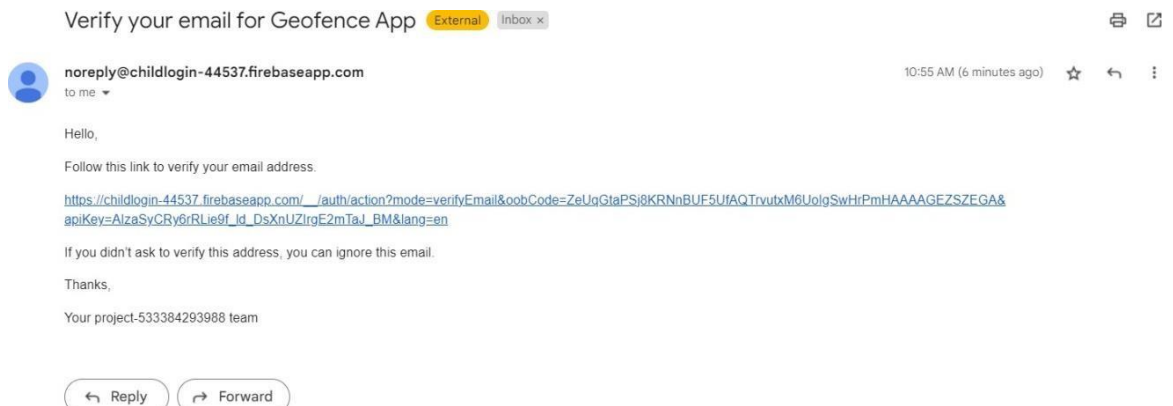 Verify your email for Geofence App External Inbox ×
noreply@childlogin-44537.firebaseapp.com 10:55 AM (6 minutes ago)
to me
Hello,
Follow this link to verify your email address.
https://childlogin-44537.firebaseapp.com/__/auth/action?mode=verifyEmail&oobCode=ZeUqGtaPSj8KRNnBUF5UfAQTrvutxM6UolgSwHrPmHAAAAGEZSZEGA&
apiKey=AIzaSyCRy6rRLie9f_ld_DsXnUZIrgE2mTaJ_BM&lang=en
If you didn't ask to verify this address, you can ignore this email.
Thanks,
Your project-533384293988 team
Reply Forward